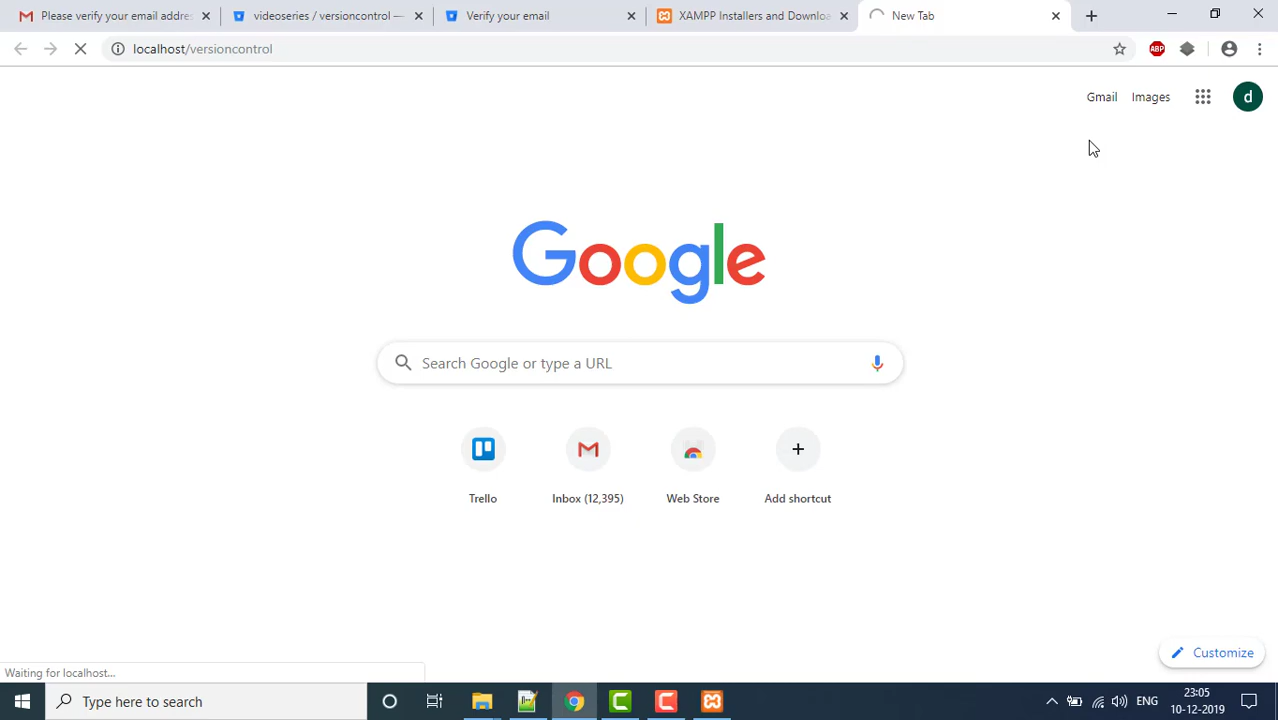 Please verify your email addres
videoseries / versioncontrol —
Verify your email
XAMPP Installers and Downloa
New Tab
localhost/versioncontrol
ABP
Gmail
Images
d
Google
Search Google or type a URL
Trello
Inbox (12,395)
Web Store
Add shortcut
Customize
Waiting for localhost...
Type here to search
ENG
23:05
10-12-2019